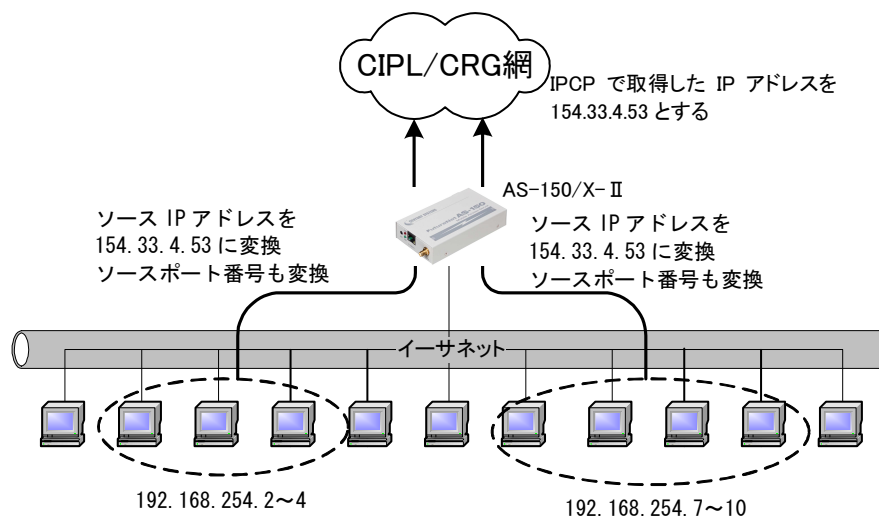 CIPL/CRG網
IPCP で取得した IP アドレスを
154.33.4.53 とする
AS-150/X-Ⅱ
ソース IP アドレスを
154.33.4.53 に変換
ソースポート番号も変換
ソース IP アドレスを
154.33.4.53 に変換
ソースポート番号も変換
イーサネット
192.168.254.2～4
192.168.254.7～10